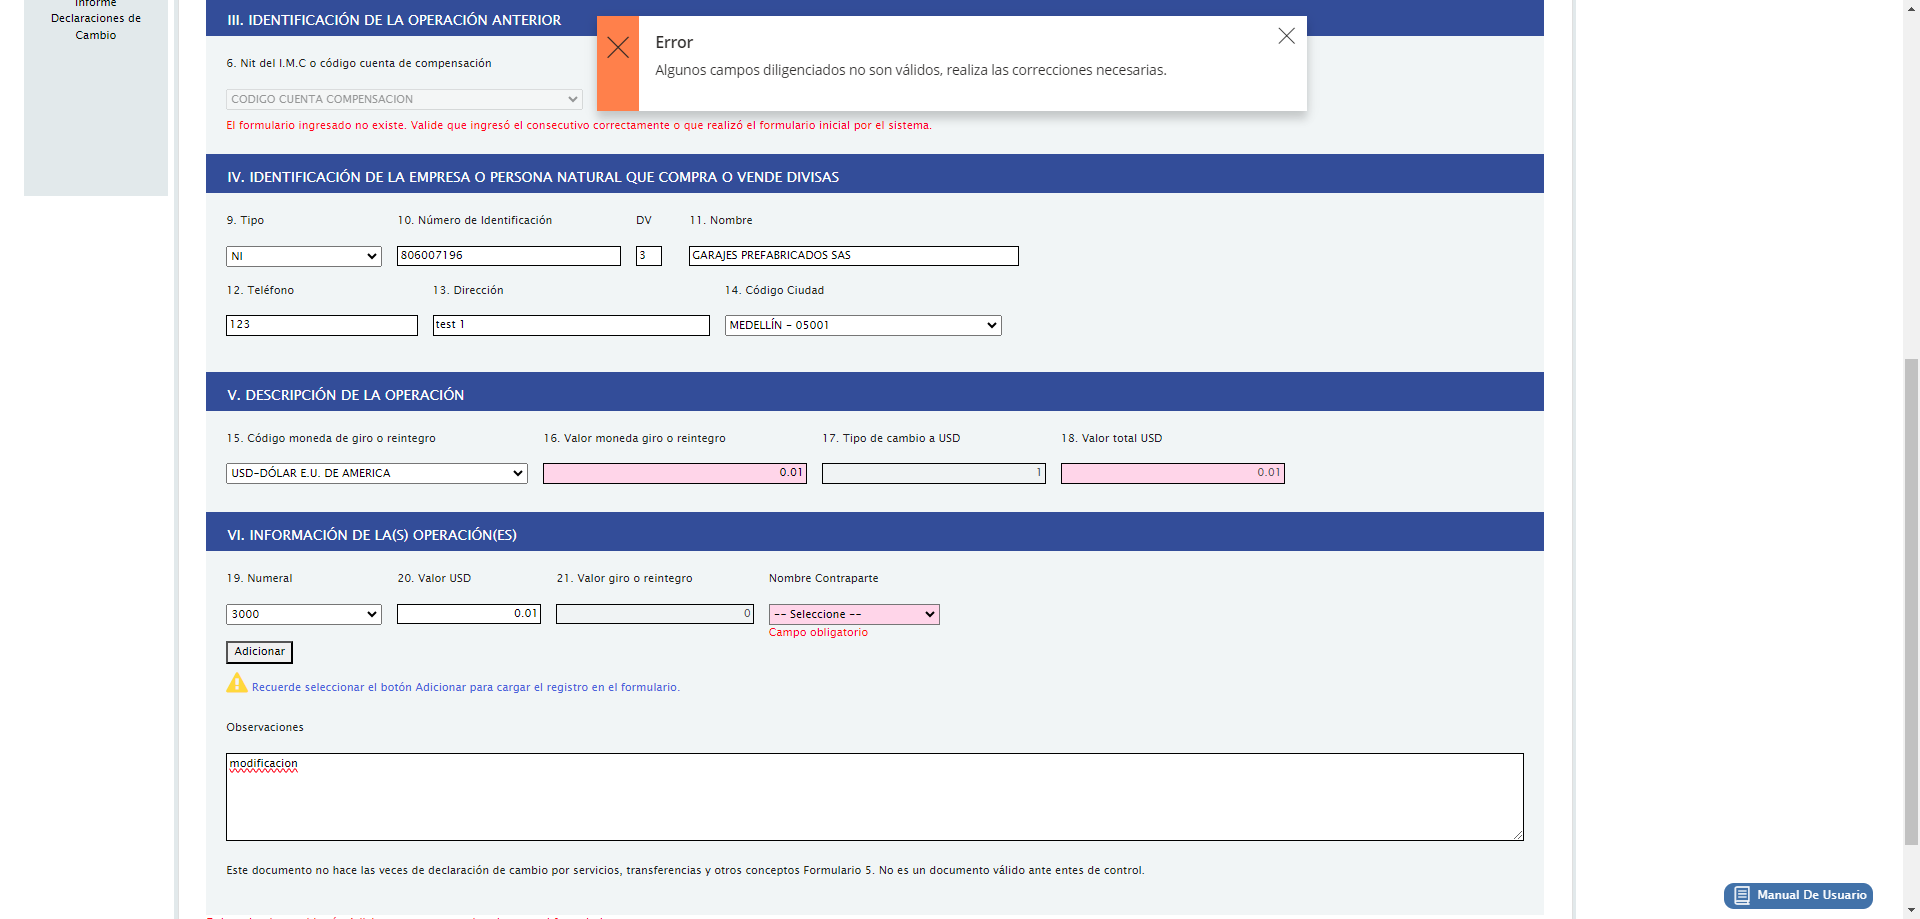 Informe
Declaraciones de
Cambio
III. IDENTIFICACIÓN DE LA OPERACIÓN ANTERIOR
Error
Algunos campos diligenciados no son válidos, realiza las correcciones necesarias.
6. Nit del I.M.C o código cuenta de compensación
CODIGO CUENTA COMPENSACION
El formulario ingresado no existe. Valide que ingresó el consecutivo correctamente o que realizó el formulario inicial por el sistema.
IV. IDENTIFICACIÓN DE LA EMPRESA O PERSONA NATURAL QUE COMPRA O VENDE DIVISAS
9. Tipo 10. Número de Identificación DV 11. Nombre
NI 806007196 3 GARAJES PREFABRICADOS SAS
12. Teléfono 13. Dirección 14. Código Ciudad
123 test 1 MEDELLÍN - 05001
V. DESCRIPCIÓN DE LA OPERACIÓN
15. Código moneda de giro o reintegro 16. Valor moneda giro o reintegro 17. Tipo de cambio a USD 18. Valor total USD
USD-DÓLAR E.U. DE AMERICA 0.01 1 0.01
VI. INFORMACIÓN DE LA(S) OPERACIÓN(ES)
19. Numeral 20. Valor USD 21. Valor giro o reintegro Nombre Contraparte
3000 0.01 0 -- Seleccione --
Campo obligatorio
Adicionar
Recuerde seleccionar el botón Adicionar para cargar el registro en el formulario.
Observaciones
modificacion
Este documento no hace las veces de declaración de cambio por servicios, transferencias y otros conceptos Formulario 5. No es un documento válido ante entes de control.
Manual De Usuario